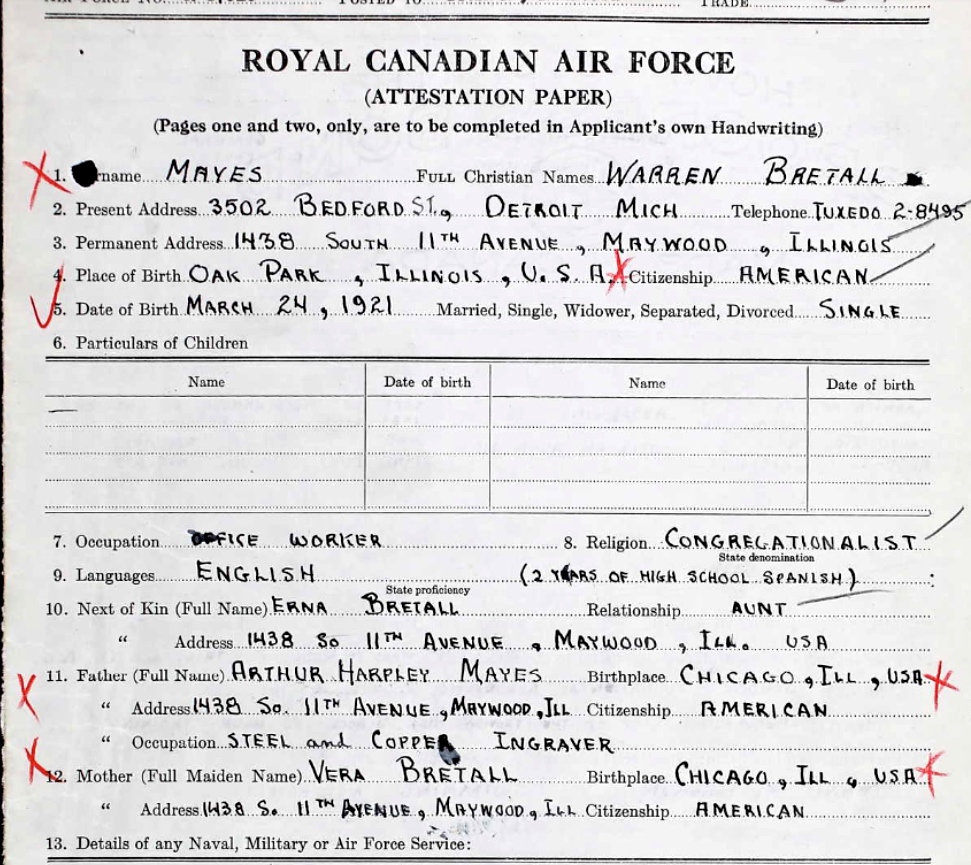 ROYAL CANADIAN AIR FORCE
(ATTESTATION PAPER)
(Pages one and two, only, are to be completed in Applicant's own Handwriting)
1. name MAYES FULL Christian Names WARREN BRETALL
2. Present Address 3502 BEDFORD ST., DETROIT MICH Telephone TUXEDO 2-8495
3. Permanent Address 1438 SOUTH 11TH AVENUE, MAYWOOD, ILLINOIS
4. Place of Birth OAK PARK, ILLINOIS, U.S.A. Citizenship AMERICAN
5. Date of Birth MARCH 24, 1921 Married, Single, Widower, Separated, Divorced SINGLE
6. Particulars of Children
Name Date of birth Name Date of birth
7. Occupation OFFICE WORKER 8. Religion CONGREGATIONALIST
State denomination
9. Languages ENGLISH (2 YEARS OF HIGH SCHOOL SPANISH)
State proficiency
10. Next of Kin (Full Name) ERNA BRETALL Relationship AUNT
" Address 1438 SO 11TH AVENUE, MAYWOOD, ILL. USA
11. Father (Full Name) ARTHUR HARPLEY MAYES Birthplace CHICAGO, ILL, USA
" Address 1438 SO. 11TH AVENUE, MAYWOOD, ILL Citizenship AMERICAN
" Occupation STEEL and COPPER INGRAVER
12. Mother (Full Maiden Name) VERA BRETALL Birthplace CHICAGO, ILL, USA
" Address 1438 S. 11TH AVENUE, MAYWOOD, ILL Citizenship AMERICAN
13. Details of any Naval, Military or Air Force Service: